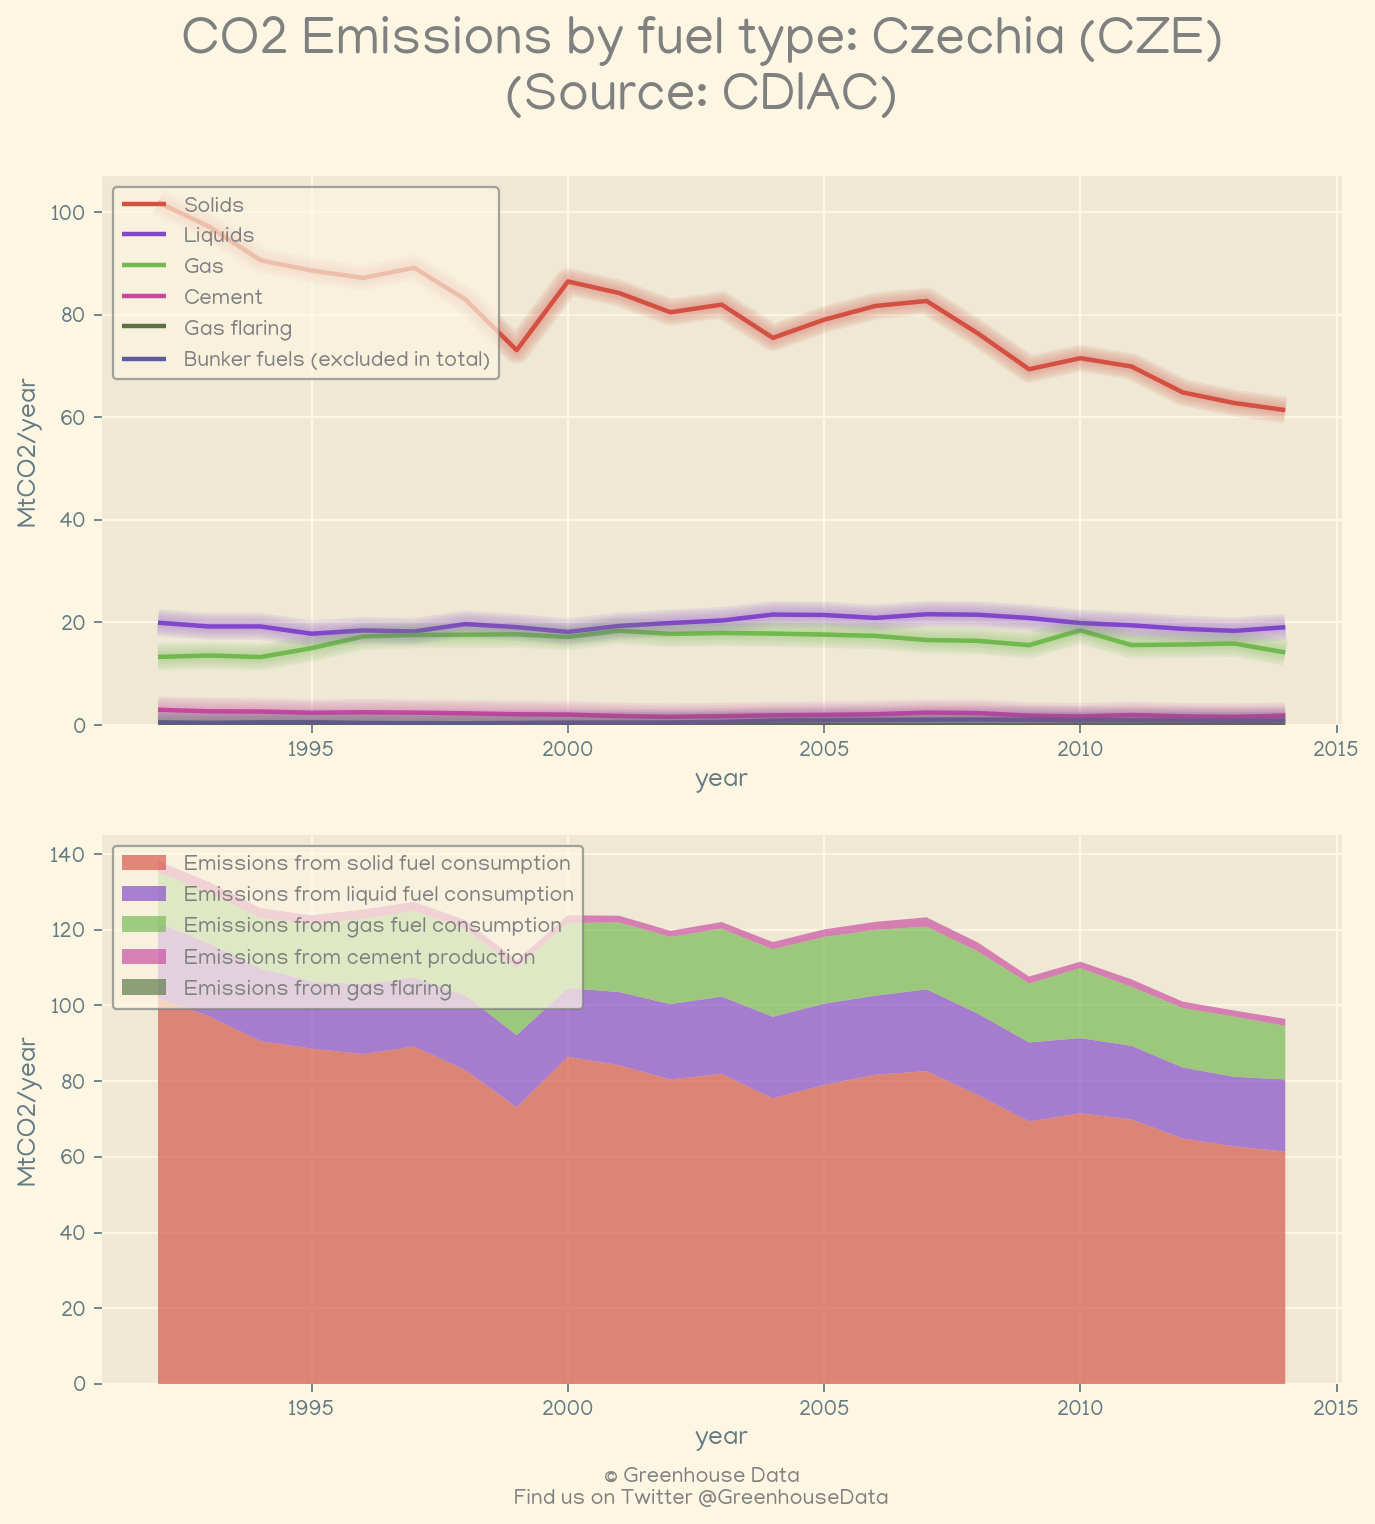 CO2 Emissions by fuel type: Czechia (CZE)
(Source: CDIAC)
Solids
Liquids
Gas
Cement
Gas flaring
Bunker fuels (excluded in total)
MtCO2/year
100
80
60
40
20
0
1995 2000 2005 2010 2015
year
Emissions from solid fuel consumption
Emissions from liquid fuel consumption
Emissions from gas fuel consumption
Emissions from cement production
Emissions from gas flaring
MtCO2/year
140
120
100
80
60
40
20
0
1995 2000 2005 2010 2015
year
© Greenhouse Data
Find us on Twitter @GreenhouseData